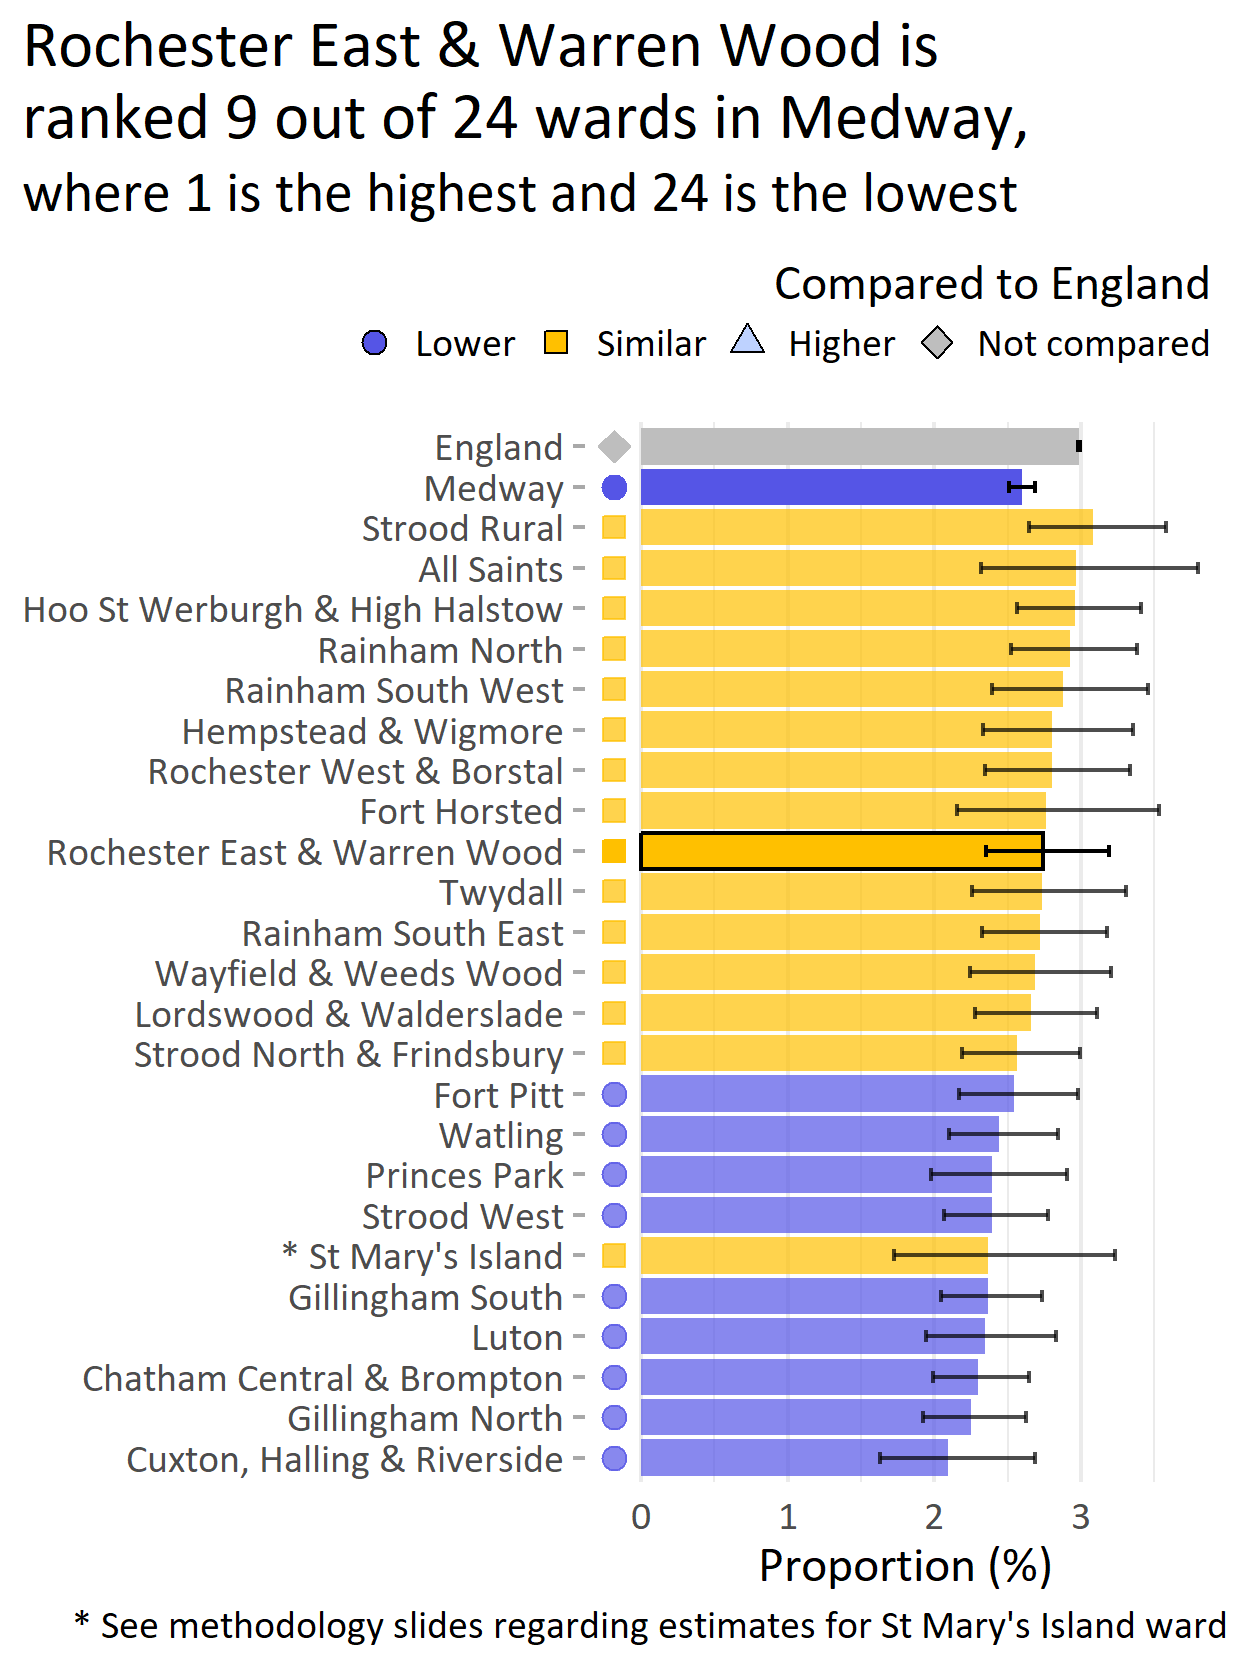 Rochester East & Warren Wood is
ranked 9 out of 24 wards in Medway,
where 1 is the highest and 24 is the lowest
Compared to England
Lower Similar Higher Not compared
England
Medway
Strood Rural
All Saints
Hoo St Werburgh & High Halstow
Rainham North
Rainham South West
Hempstead & Wigmore
Rochester West & Borstal
Fort Horsted
Rochester East & Warren Wood
Twydall
Rainham South East
Wayfield & Weeds Wood
Lordswood & Walderslade
Strood North & Frindsbury
Fort Pitt
Watling
Princes Park
Strood West
* St Mary's Island
Gillingham South
Luton
Chatham Central & Brompton
Gillingham North
Cuxton, Halling & Riverside
0 1 2 3
Proportion (%)
* See methodology slides regarding estimates for St Mary's Island ward